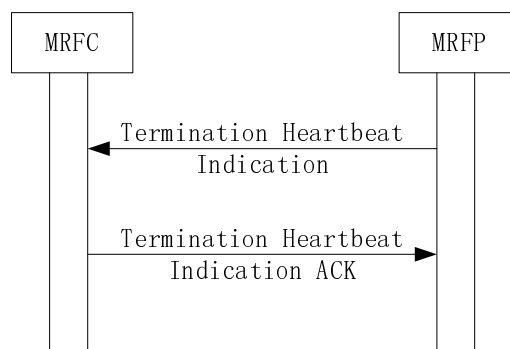 MRFC
MRFP
Termination Heartbeat
Indication
Termination Heartbeat
Indication ACK